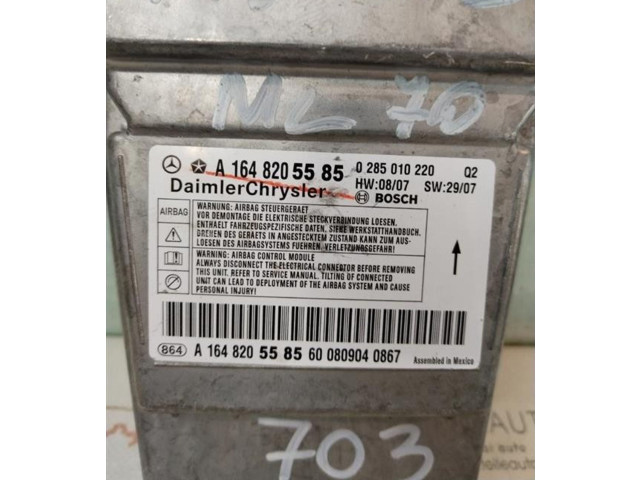 ML 70
A 164 820 55 85 0 285 010 220 Q2
DaimlerChrysler HW:08/07 SW:29/07
BOSCH
AIRBAG WARNUNG: AIRBAG STEUERGERAET
VOR DEMONTAGE DIE ELEKTRISCHE STECKVERBINDUNG LOESEN.
ENTHAELT FAHRZEUGSPEZIFISCHE DATEN, SIEHE WERKSTATTHANDBUCH.
DREHEN DES GERAETS IN ANGESTECKTEM ZUSTAND KANN ZUM AUS-
LOESEN DES AIRBAGSYSTEMS FUEHREN. VERLETZUNGSGEFAHR!
WARNING: AIRBAG CONTROL MODULE
ALWAYS DISCONNECT THE ELECTRICAL CONNECTOR BEFORE REMOVING
THIS UNIT. REFER TO SERVICE MANUAL. TILTING OF CONNECTED
UNIT CAN LEAD TO DEPLOYMENT OF THE AIRBAG SYSTEM AND CAUSE
PERSONAL INJURY!
864 A 164 820 55 85 60 080904 0867 Assembled in Mexico
703
AUT
si auto
teileauto